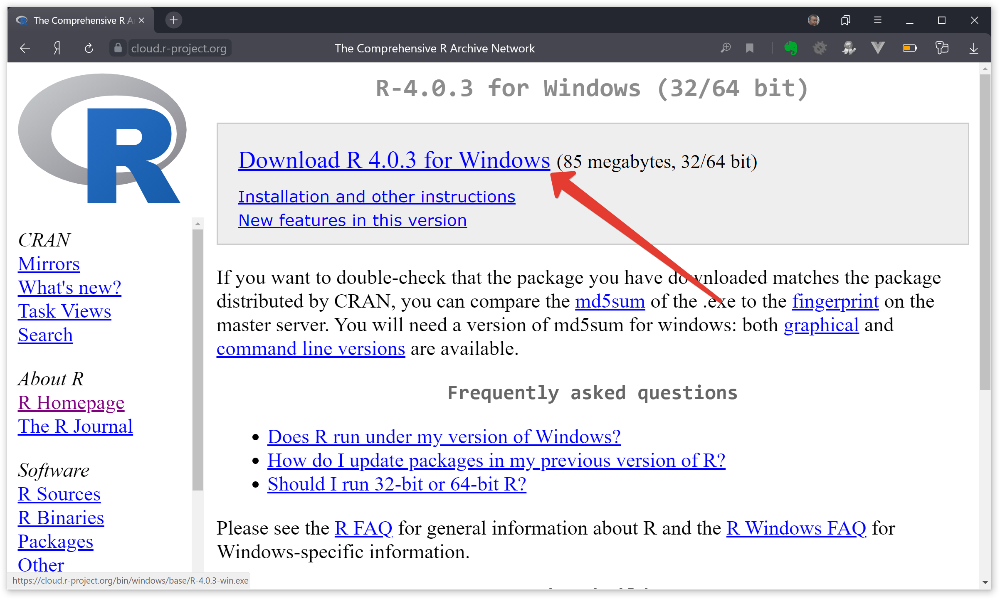 The Comprehensive R A
Я
cloud.r-project.org
The Comprehensive R Archive Network
R
R-4.0.3 for Windows (32/64 bit)
Download R 4.0.3 for Windows (85 megabytes, 32/64 bit)
Installation and other instructions
New features in this version
CRAN
Mirrors
What's new?
Task Views
Search
About R
R Homepage
The R Journal
Software
R Sources
R Binaries
Packages
Other
If you want to double-check that the package you have downloaded matches the package
distributed by CRAN, you can compare the md5sum of the .exe to the fingerprint on the
master server. You will need a version of md5sum for windows: both graphical and
command line versions are available.
Frequently asked questions
Does R run under my version of Windows?
How do I update packages in my previous version of R?
Should I run 32-bit or 64-bit R?
Please see the R FAQ for general information about R and the R Windows FAQ for
Windows-specific information.
https://cloud.r-project.org/bin/windows/base/R-4.0.3-win.exe